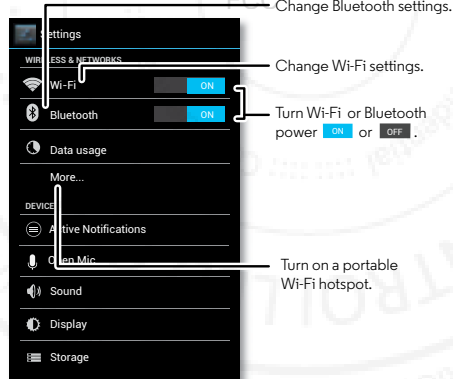 Change Bluetooth settings.
Settings
WIRELESS & NETWORKS
Wi-Fi ON
Change Wi-Fi settings.
Bluetooth ON
Turn Wi-Fi or Bluetooth
power ON or OFF .
Data usage
More...
DEVICE
Active Notifications
Open Mic
Turn on a portable
Wi-Fi hotspot.
Sound
Display
Storage